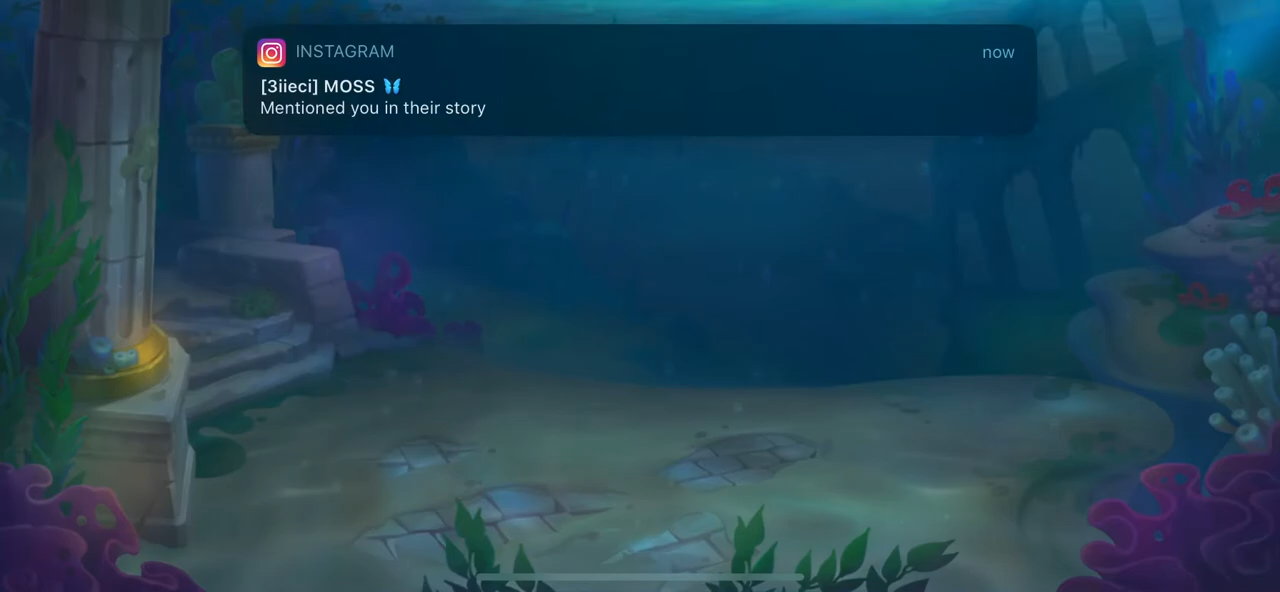 INSTAGRAM
now
[3iieci] MOSS 🦋
Mentioned you in their story